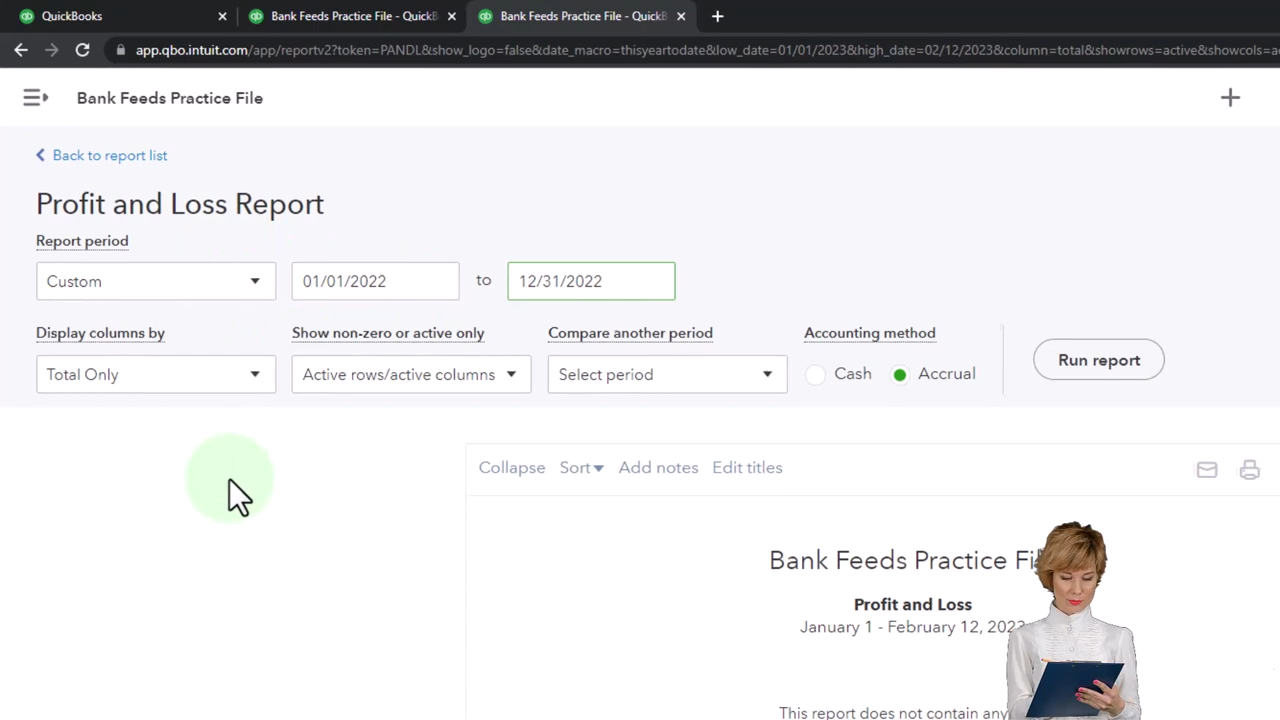 QuickBooks
Bank Feeds Practice File - QuickB
Bank Feeds Practice File - QuickB
app.qbo.intuit.com/app/reportv2?token=PANDL&show_logo=false&date_macro=thisyeartodate&low_date=01/01/2023&high_date=02/12/2023&column=total&showrows=active&showcols=a
Bank Feeds Practice File
Back to report list
Profit and Loss Report
Report period
Custom 01/01/2022 to 12/31/2022
Display columns by Show non-zero or active only Compare another period Accounting method
Total Only Active rows/active columns Select period Cash Accrual Run report
Collapse Sort Add notes Edit titles
Bank Feeds Practice Fil
Profit and Loss
January 1 - February 12, 2023
This report does not contain any